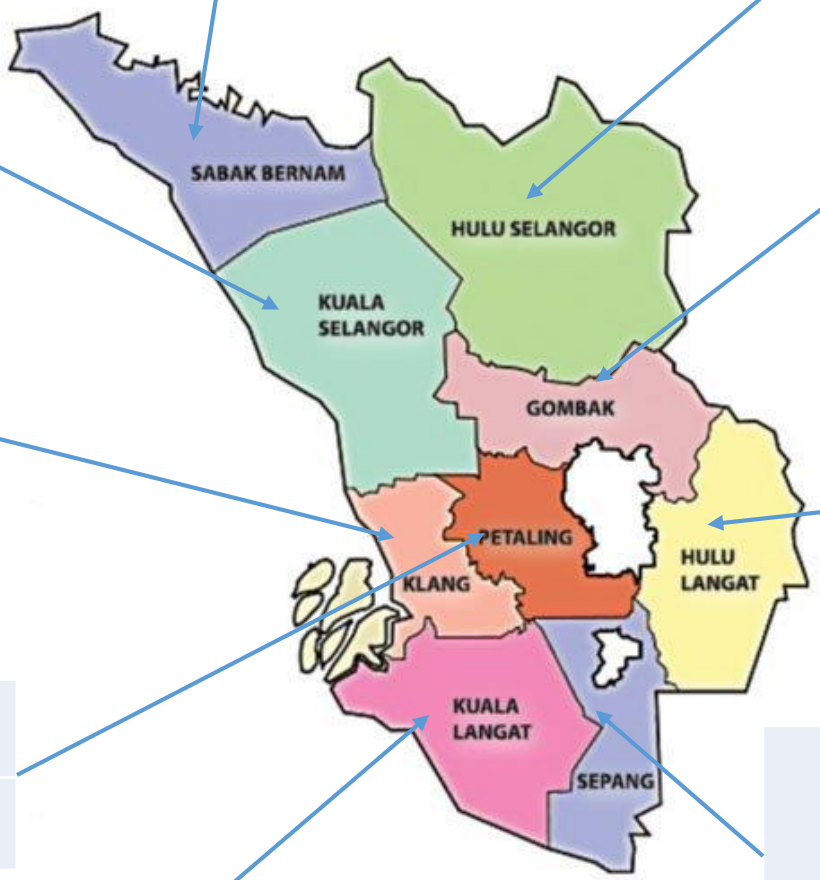 SABAK BERNAM
HULU SELANGOR
KUALA
SELANGOR
GOMBAK
PETALING
HULU
LANGAT
KLANG
KUALA
LANGAT
SEPANG